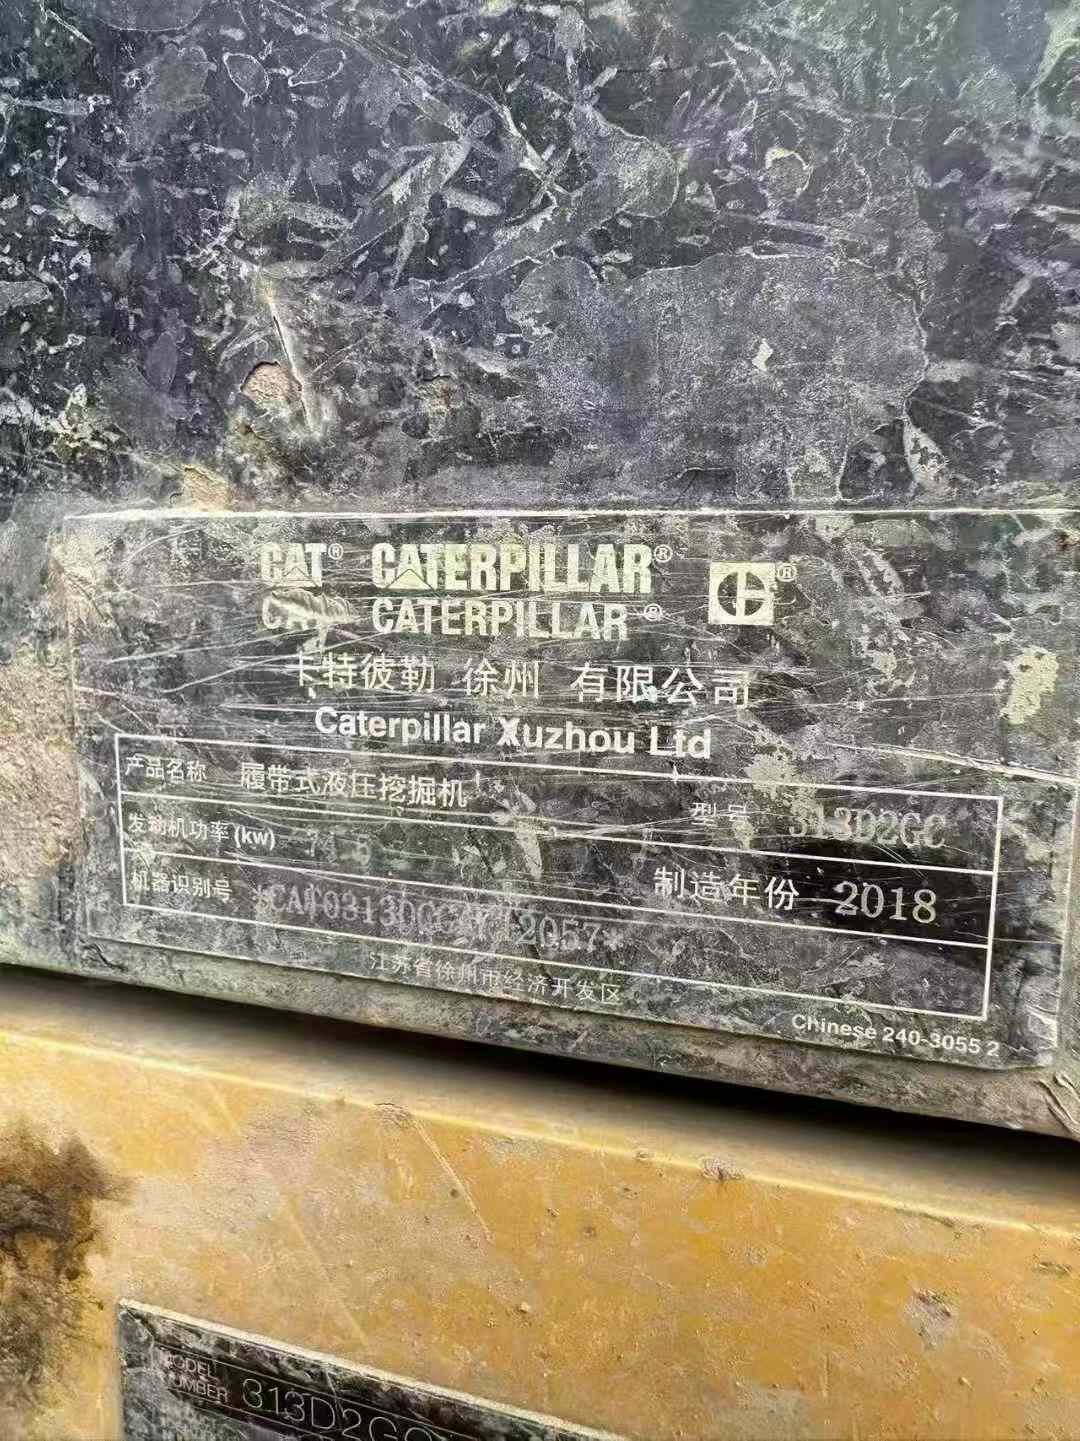 CAT® CATERPILLAR® ®
CATERPILLAR®
卡特彼勒 徐州 有限公司
Caterpillar Xuzhou Ltd
产品名称 履带式液压挖掘机 型号 313D2GC
发动机功率(kw)
制造年份 2018
机器识别号
江苏省徐州市经济开发区
Chinese 240-3055 2
MODEL
NUMBER 313D2GC